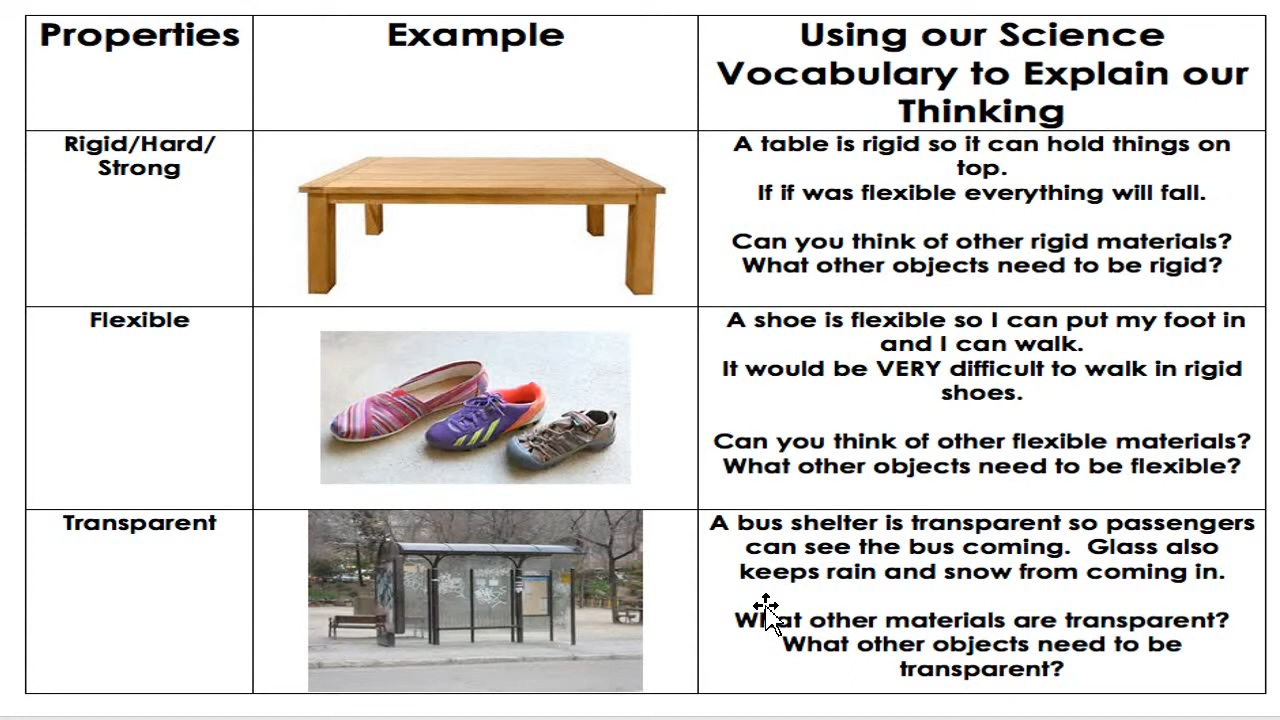 Properties
Example
Using our Science
Vocabulary to Explain our
Thinking
Rigid/Hard/
Strong
A table is rigid so it can hold things on
top.
If if was flexible everything will fall.
Can you think of other rigid materials?
What other objects need to be rigid?
Flexible
A shoe is flexible so I can put my foot in
and I can walk.
It would be VERY difficult to walk in rigid
shoes.
Can you think of other flexible materials?
What other objects need to be flexible?
Transparent
A bus shelter is transparent so passengers
can see the bus coming.  Glass also
keeps rain and snow from coming in.
What other materials are transparent?
What other objects need to be
transparent?